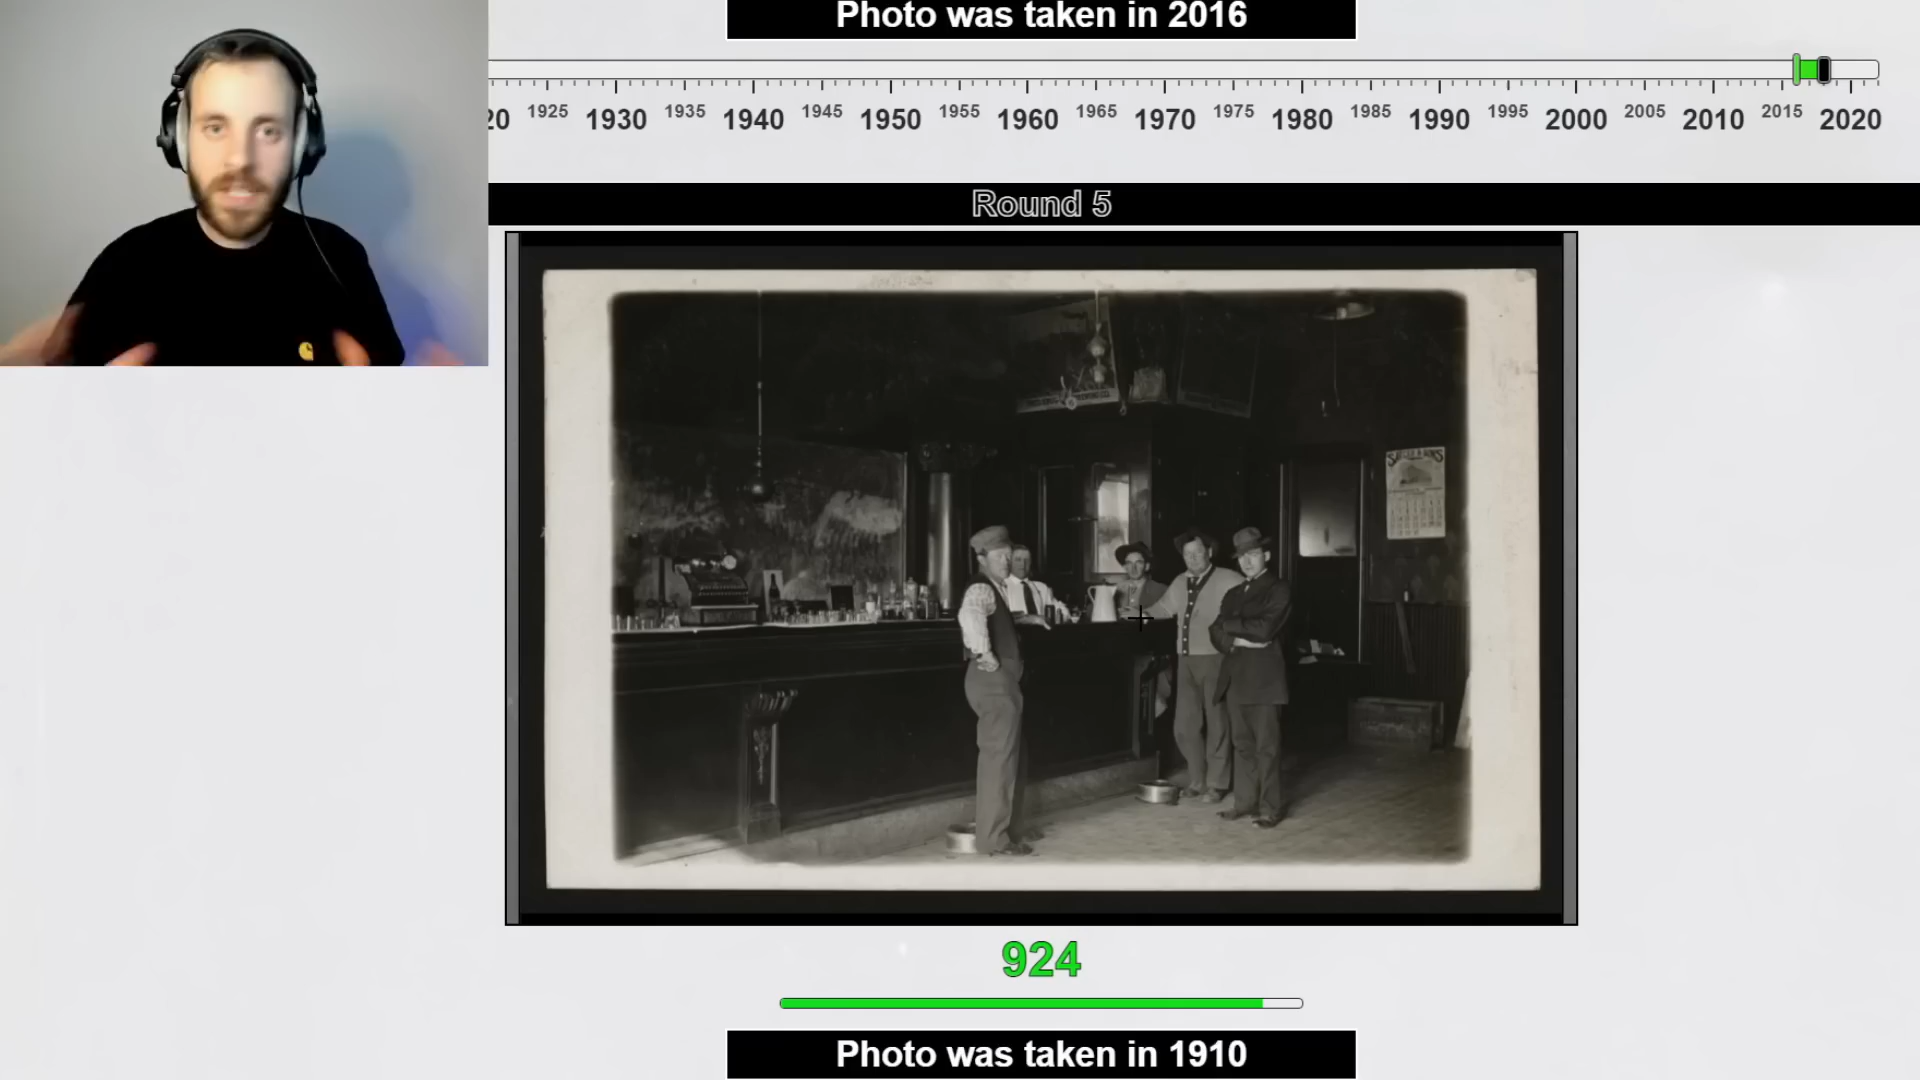 Photo was taken in 2016
20 1925 1930 1935 1940 1945 1950 1955 1960 1965 1970 1975 1980 1985 1990 1995 2000 2005 2010 2015 2020
Round 5
924
Photo was taken in 1910